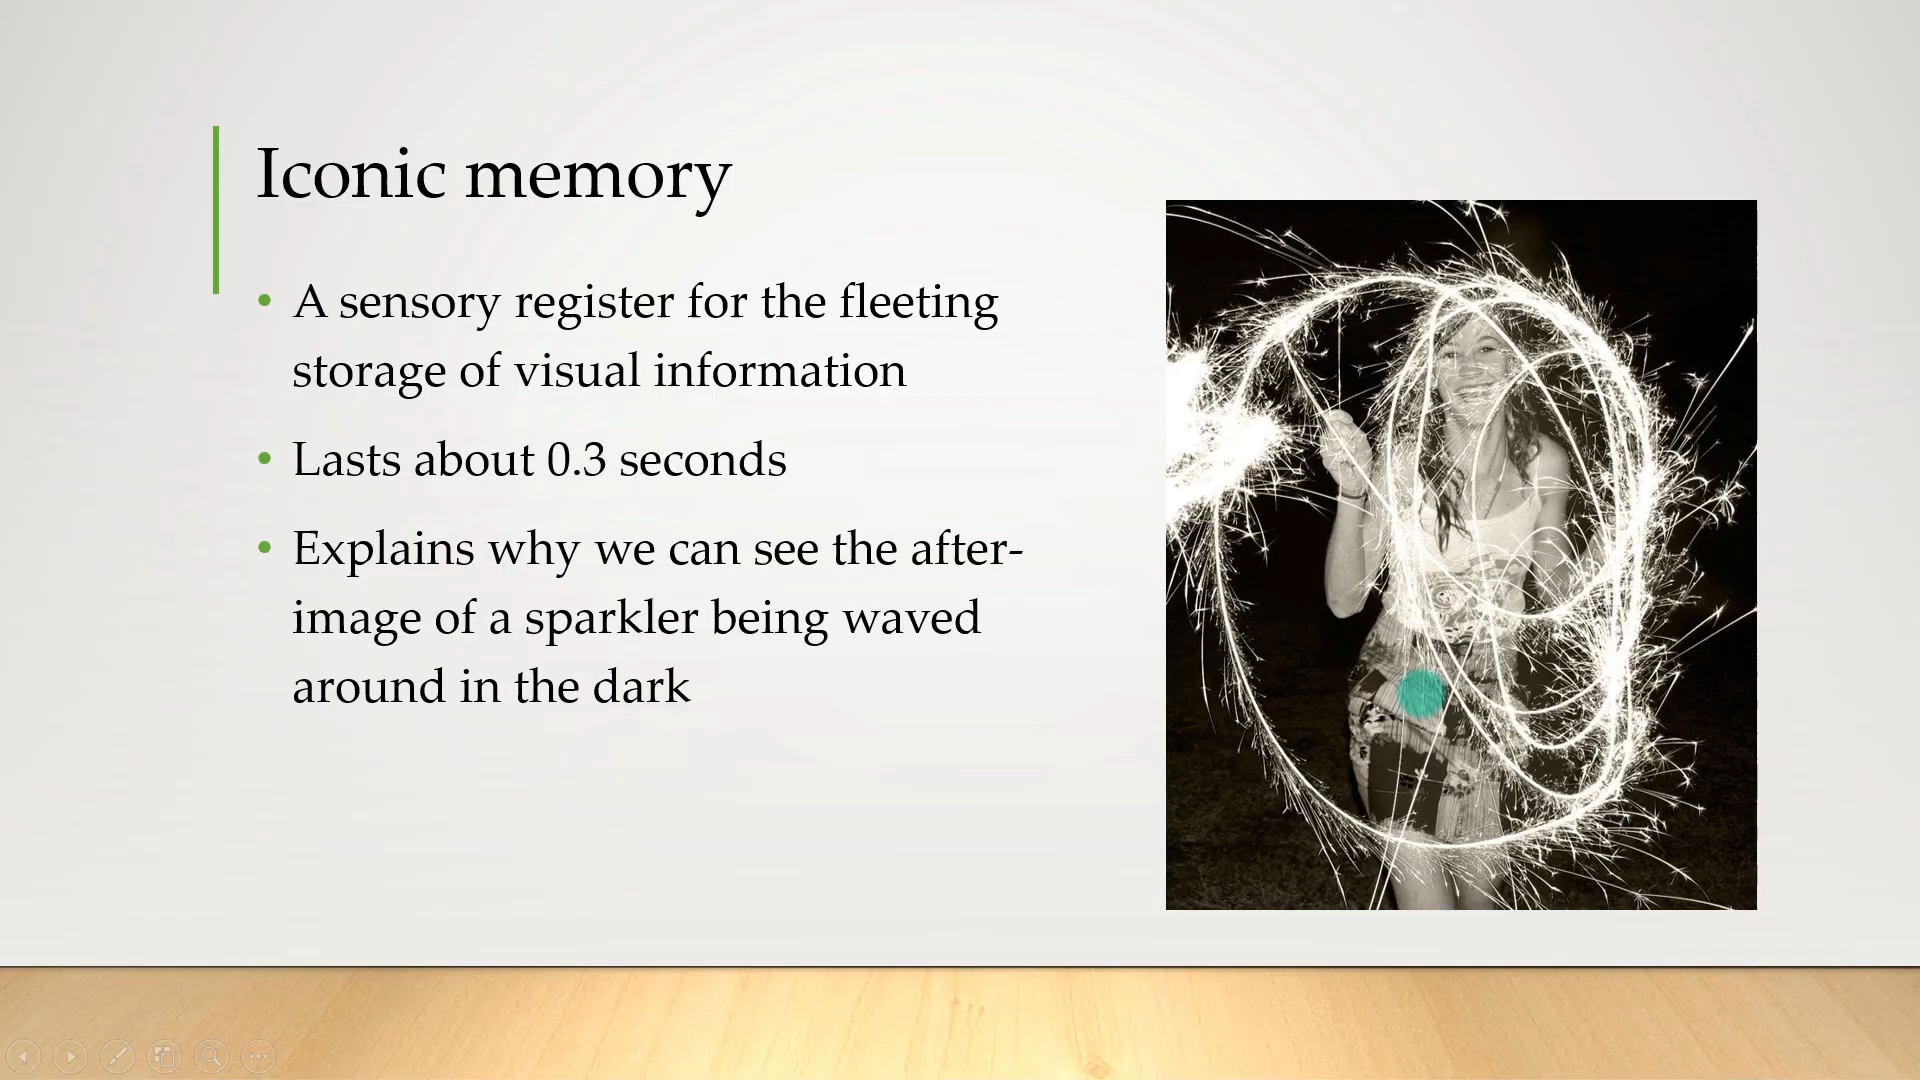 Iconic memory
• A sensory register for the fleeting
storage of visual information
• Lasts about 0.3 seconds
• Explains why we can see the after-
image of a sparkler being waved
around in the dark